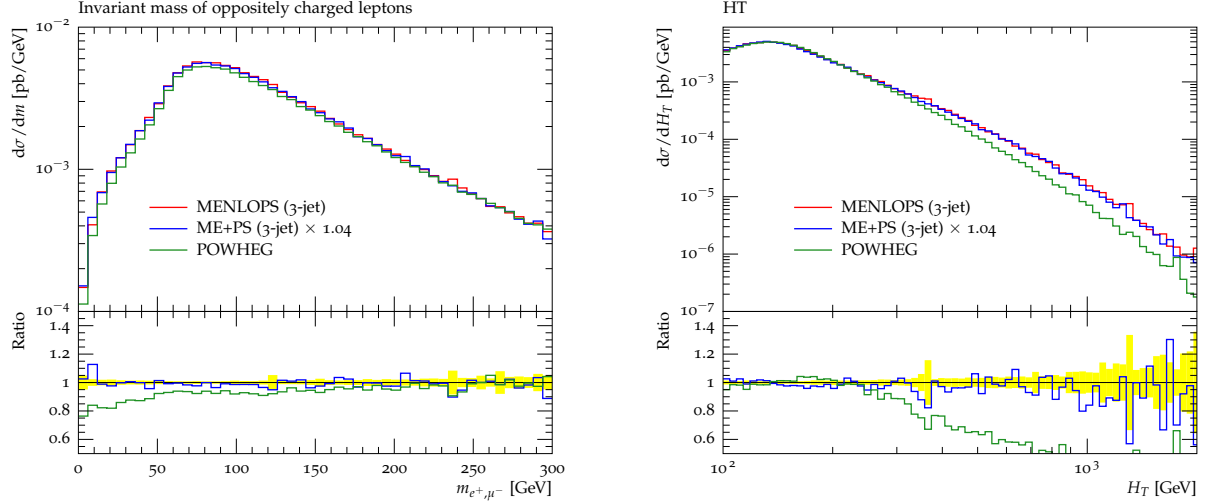 Invariant mass of oppositely charged leptons
10⁻²
10⁻³
10⁻⁴
dσ/dm [pb/GeV]
MENLOPS (3-jet)
ME+PS (3-jet) × 1.04
POWHEG
1.4
1.2
1
0.8
0.6
Ratio
0 50 100 150 200 250 300
m_{e⁺,μ⁻} [GeV]
HT
10⁻³
10⁻⁴
10⁻⁵
10⁻⁶
10⁻⁷
dσ/dH_T [pb/GeV]
MENLOPS (3-jet)
ME+PS (3-jet) × 1.04
POWHEG
1.4
1.2
1
0.8
0.6
Ratio
10² 10³
H_T [GeV]